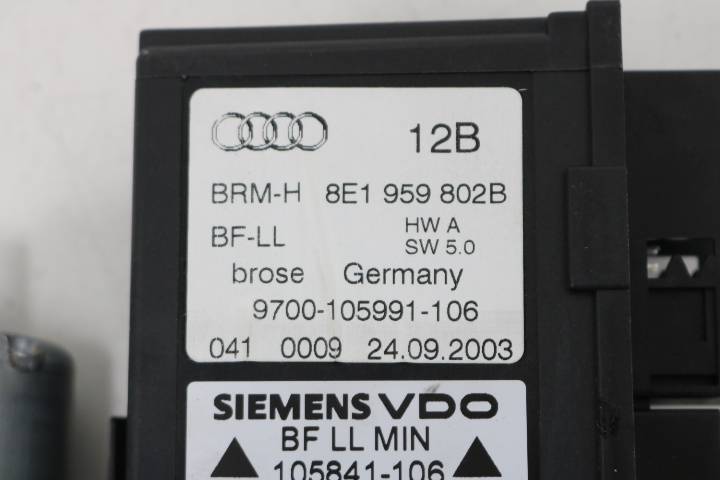 12B
BRM-H 8E1 959 802B
BF-LL HW A
SW 5.0
brose Germany
9700-105991-106
041 0009 24.09.2003
SIEMENS VDO
BF LL MIN
105841-106